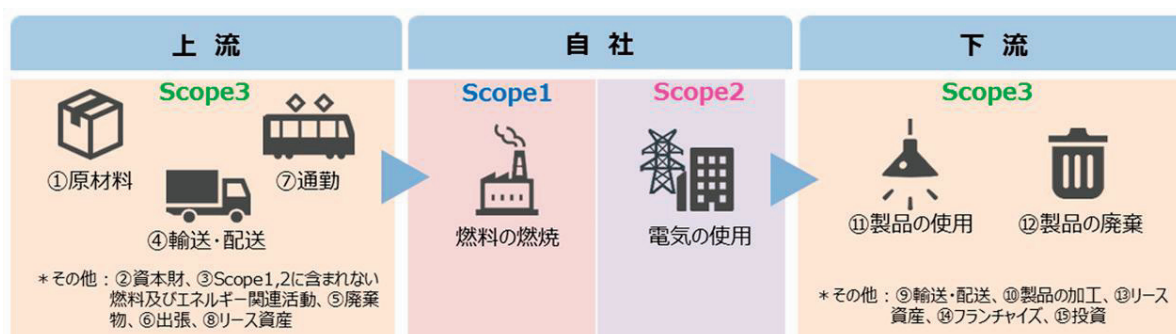 上 流
Scope3
①原材料
⑦通勤
④輸送・配送
＊その他：②資本財、③Scope1,2に含まれない
燃料及びエネルギー関連活動、⑤廃棄
物、⑥出張、⑧リース資産
自 社
Scope1
燃料の燃焼
Scope2
電気の使用
下 流
Scope3
⑪製品の使用
⑫製品の廃棄
＊その他：⑨輸送・配送、⑩製品の加工、⑬リース
資産、⑭フランチャイズ、⑮投資